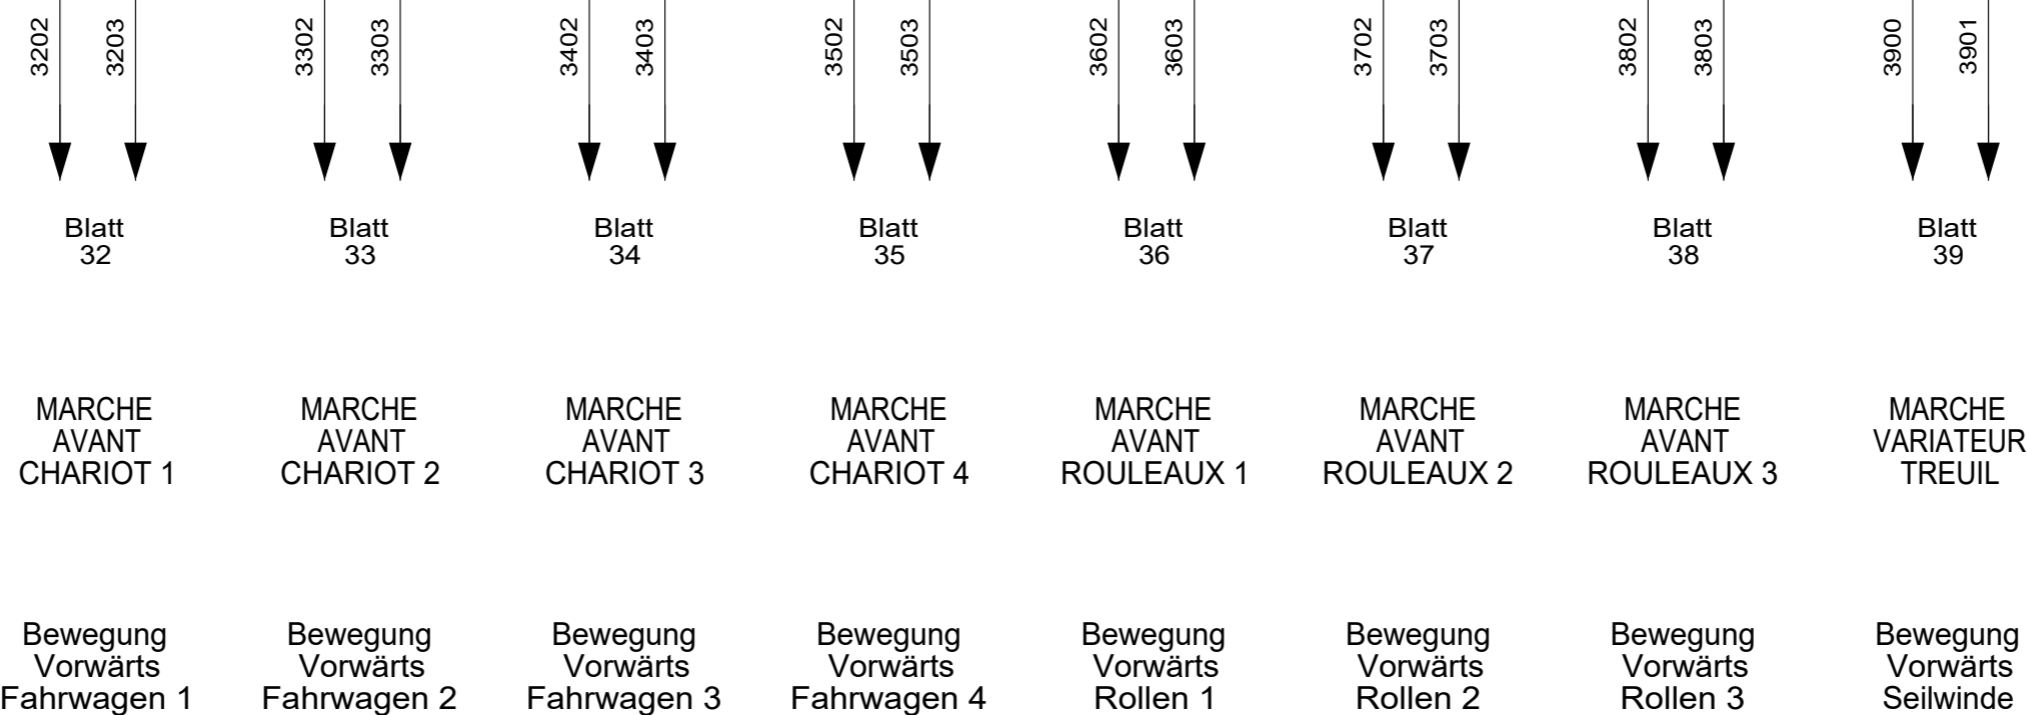 3202 3203 3302 3303 3402 3403 3502 3503 3602 3603 3702 3703 3802 3803 3900 3901
Blatt Blatt Blatt Blatt Blatt Blatt Blatt Blatt
32 33 34 35 36 37 38 39
MARCHE MARCHE MARCHE MARCHE MARCHE MARCHE MARCHE MARCHE
AVANT AVANT AVANT AVANT AVANT AVANT AVANT VARIATEUR
CHARIOT 1 CHARIOT 2 CHARIOT 3 CHARIOT 4 ROULEAUX 1 ROULEAUX 2 ROULEAUX 3 TREUIL
Bewegung Bewegung Bewegung Bewegung Bewegung Bewegung Bewegung Bewegung
Vorwärts Vorwärts Vorwärts Vorwärts Vorwärts Vorwärts Vorwärts Vorwärts
Fahrwagen 1 Fahrwagen 2 Fahrwagen 3 Fahrwagen 4 Rollen 1 Rollen 2 Rollen 3 Seilwinde